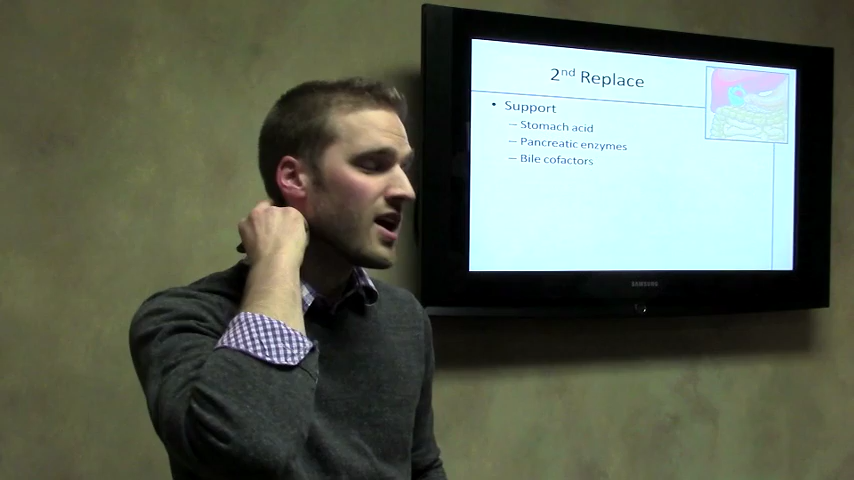 2nd Replace
• Support
– Stomach acid
– Pancreatic enzymes
– Bile cofactors
SAMSUNG